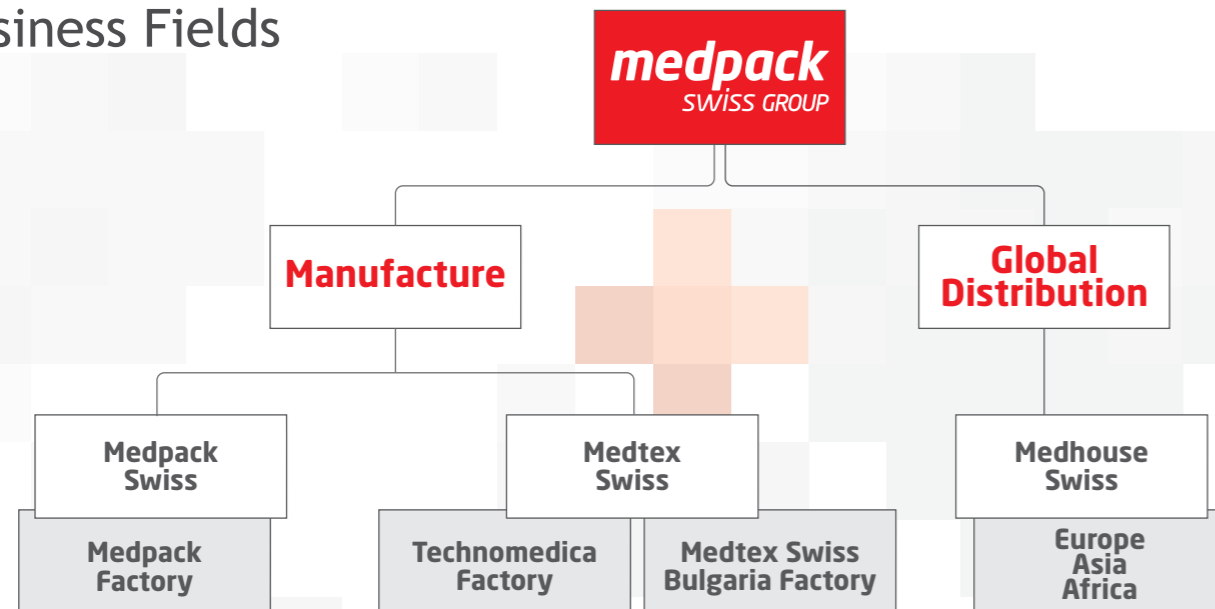 siness Fields
medpack
swiss GROUP
Manufacture
Global
Distribution
Medpack
Swiss
Medtex
Swiss
Medhouse
Swiss
Medpack
Factory
Technomedica
Factory
Medtex Swiss
Bulgaria Factory
Europe
Asia
Africa